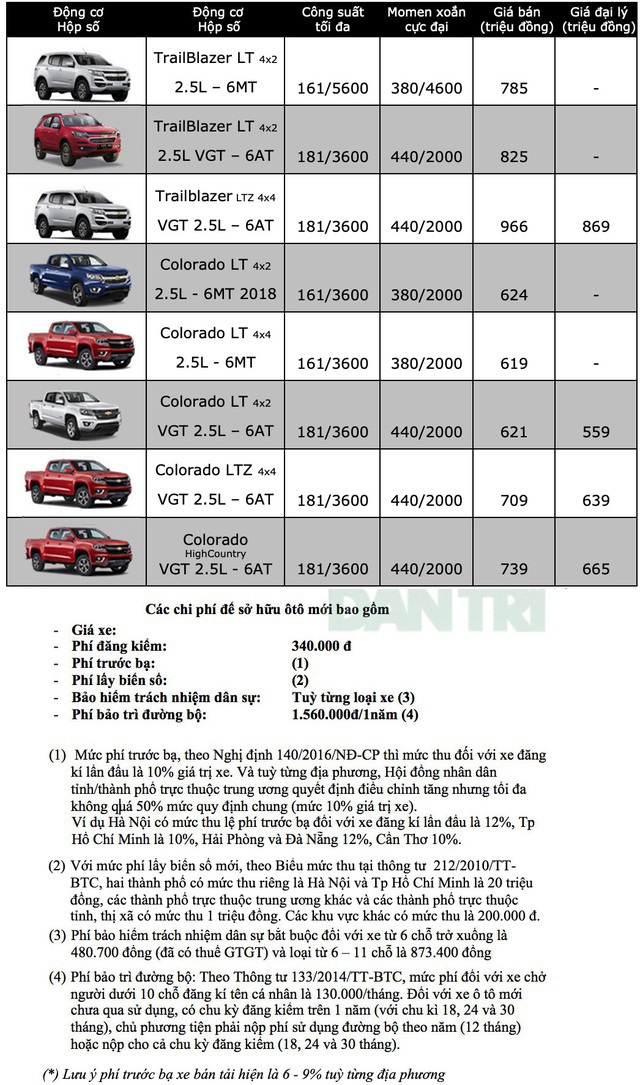 Động cơ Hộp số | Động cơ Hộp số | Công suất tối đa | Momen xoắn cực đại | Giá bán (triệu đồng) | Giá đại lý (triệu đồng)
TrailBlazer LT 4x2
2.5L – 6MT 161/5600 380/4600 785 -
TrailBlazer LT 4x2
2.5L VGT – 6AT 181/3600 440/2000 825 -
Trailblazer LTZ 4x4
VGT 2.5L – 6AT 181/3600 440/2000 966 869
Colorado LT 4x2
2.5L - 6MT 2018 161/3600 380/2000 624 -
Colorado LT 4x4
2.5L - 6MT 161/3600 380/2000 619 -
Colorado LT 4x2
VGT 2.5L – 6AT 181/3600 440/2000 621 559
Colorado LTZ 4x4
VGT 2.5L – 6AT 181/3600 440/2000 709 639
Colorado
HighCountry
VGT 2.5L - 6AT 181/3600 440/2000 739 665
DÂN TRÍ
Các chi phí để sở hữu ôtô mới bao gồm
- Giá xe:
- Phí đăng kiểm: 340.000 đ
- Phí trước bạ: (1)
- Phí lấy biển số: (2)
- Bảo hiểm trách nhiệm dân sự: Tuỳ từng loại xe (3)
- Phí bảo trì đường bộ: 1.560.000đ/1năm (4)
(1) Mức phí trước bạ, theo Nghị định 140/2016/NĐ-CP thì mức thu đối với xe đăng
kí lần đầu là 10% giá trị xe. Và tuỳ từng địa phương, Hội đồng nhân dân
tỉnh/thành phố trực thuộc trung ương quyết định điều chỉnh tăng nhưng tối đa
không quá 50% mức quy định chung (mức 10% giá trị xe).
Ví dụ Hà Nội có mức thu lệ phí trước bạ đối với xe đăng kí lần đầu là 12%, Tp
Hồ Chí Minh là 10%, Hải Phòng và Đà Nẵng 12%, Cần Thơ 10%.
(2) Với mức phí lấy biển số mới, theo Biểu mức thu tại thông tư 212/2010/TT-
BTC, hai thành phố có mức thu riêng là Hà Nội và Tp Hồ Chí Minh là 20 triệu
đồng, các thành phố trực thuộc trung ương khác và các thành phố trực thuộc
tỉnh, thị xã có mức thu 1 triệu đồng. Các khu vực khác có mức thu là 200.000 đ.
(3) Phí bảo hiểm trách nhiệm dân sự bắt buộc đối với xe từ 6 chỗ trở xuống là
480.700 đồng (đã có thuế GTGT) và loại từ 6 – 11 chỗ là 873.400 đồng
(4) Phí bảo trì đường bộ: Theo Thông tư 133/2014/TT-BTC, mức phí đối với xe chở
người dưới 10 chỗ đăng kí tên cá nhân là 130.000/tháng. Đối với xe ô tô mới
chưa qua sử dụng, có chu kỳ đăng kiểm trên 1 năm (với chu kì 18, 24 và 30
tháng), chủ phương tiện phải nộp phí sử dụng đường bộ theo năm (12 tháng)
hoặc nộp cho cả chu kỳ đăng kiểm (18, 24 và 30 tháng).
(*) Lưu ý phí trước bạ xe bán tải hiện là 6 - 9% tuỳ từng địa phương